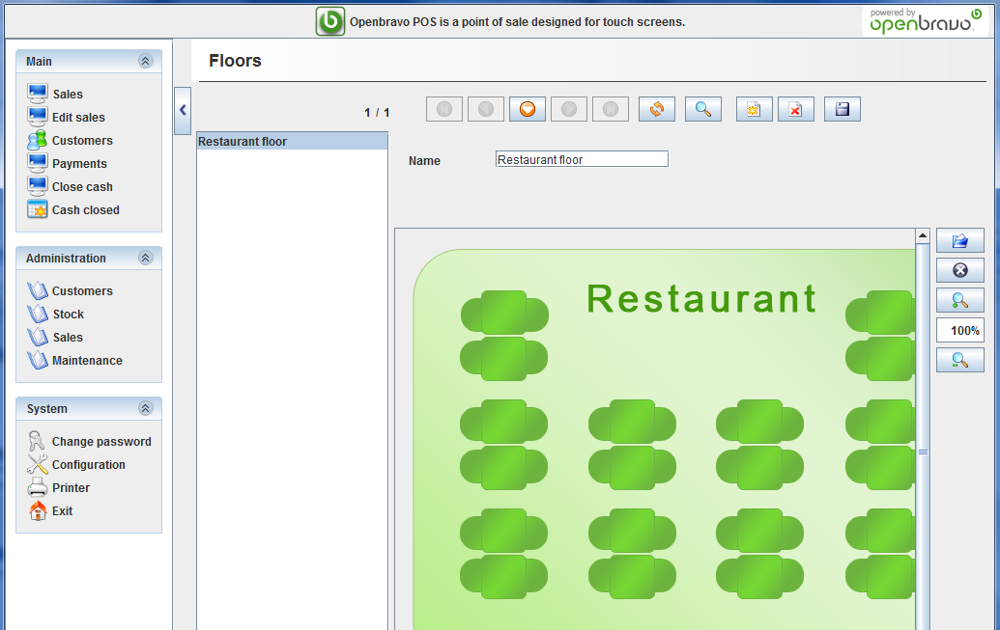 Openbravo POS is a point of sale designed for touch screens.
powered by
openbravo
Main
Sales
Edit sales
Customers
Payments
Close cash
Cash closed
Administration
Customers
Stock
Sales
Maintenance
System
Change password
Configuration
Printer
Exit
Floors
1 / 1
Restaurant floor
Name
Restaurant floor
Restaurant
100%